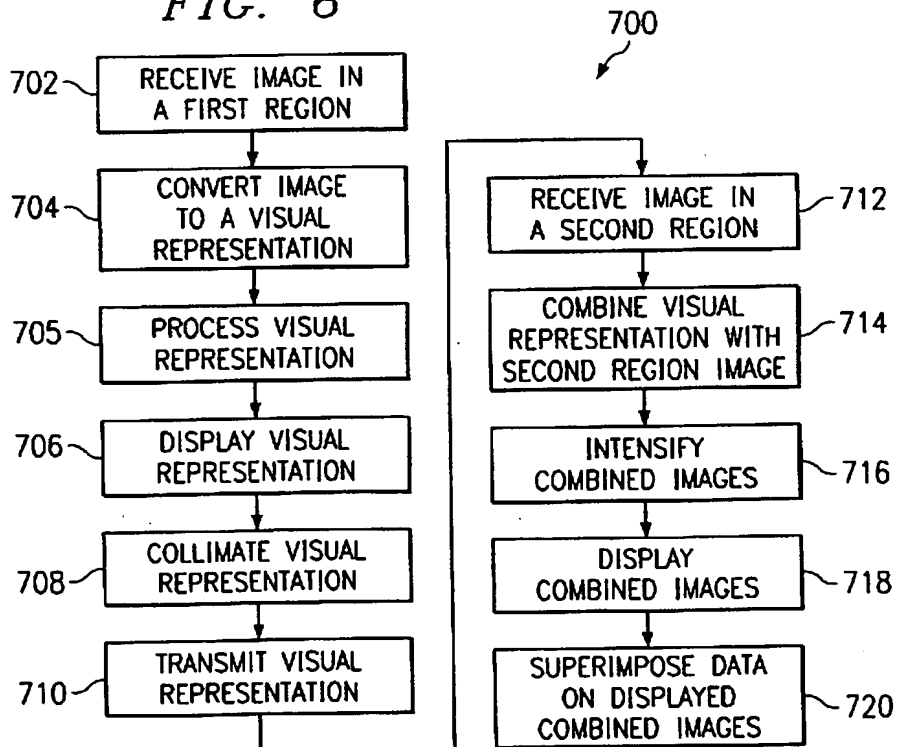 FIG. 6
700
702
RECEIVE IMAGE IN
A FIRST REGION
704
CONVERT IMAGE
TO A VISUAL
REPRESENTATION
705
PROCESS VISUAL
REPRESENTATION
706
DISPLAY VISUAL
REPRESENTATION
708
COLLIMATE VISUAL
REPRESENTATION
710
TRANSMIT VISUAL
REPRESENTATION
RECEIVE IMAGE IN
A SECOND REGION
712
COMBINE VISUAL
REPRESENTATION WITH
SECOND REGION IMAGE
714
INTENSIFY
COMBINED IMAGES
716
DISPLAY
COMBINED IMAGES
718
SUPERIMPOSE DATA
ON DISPLAYED
COMBINED IMAGES
720